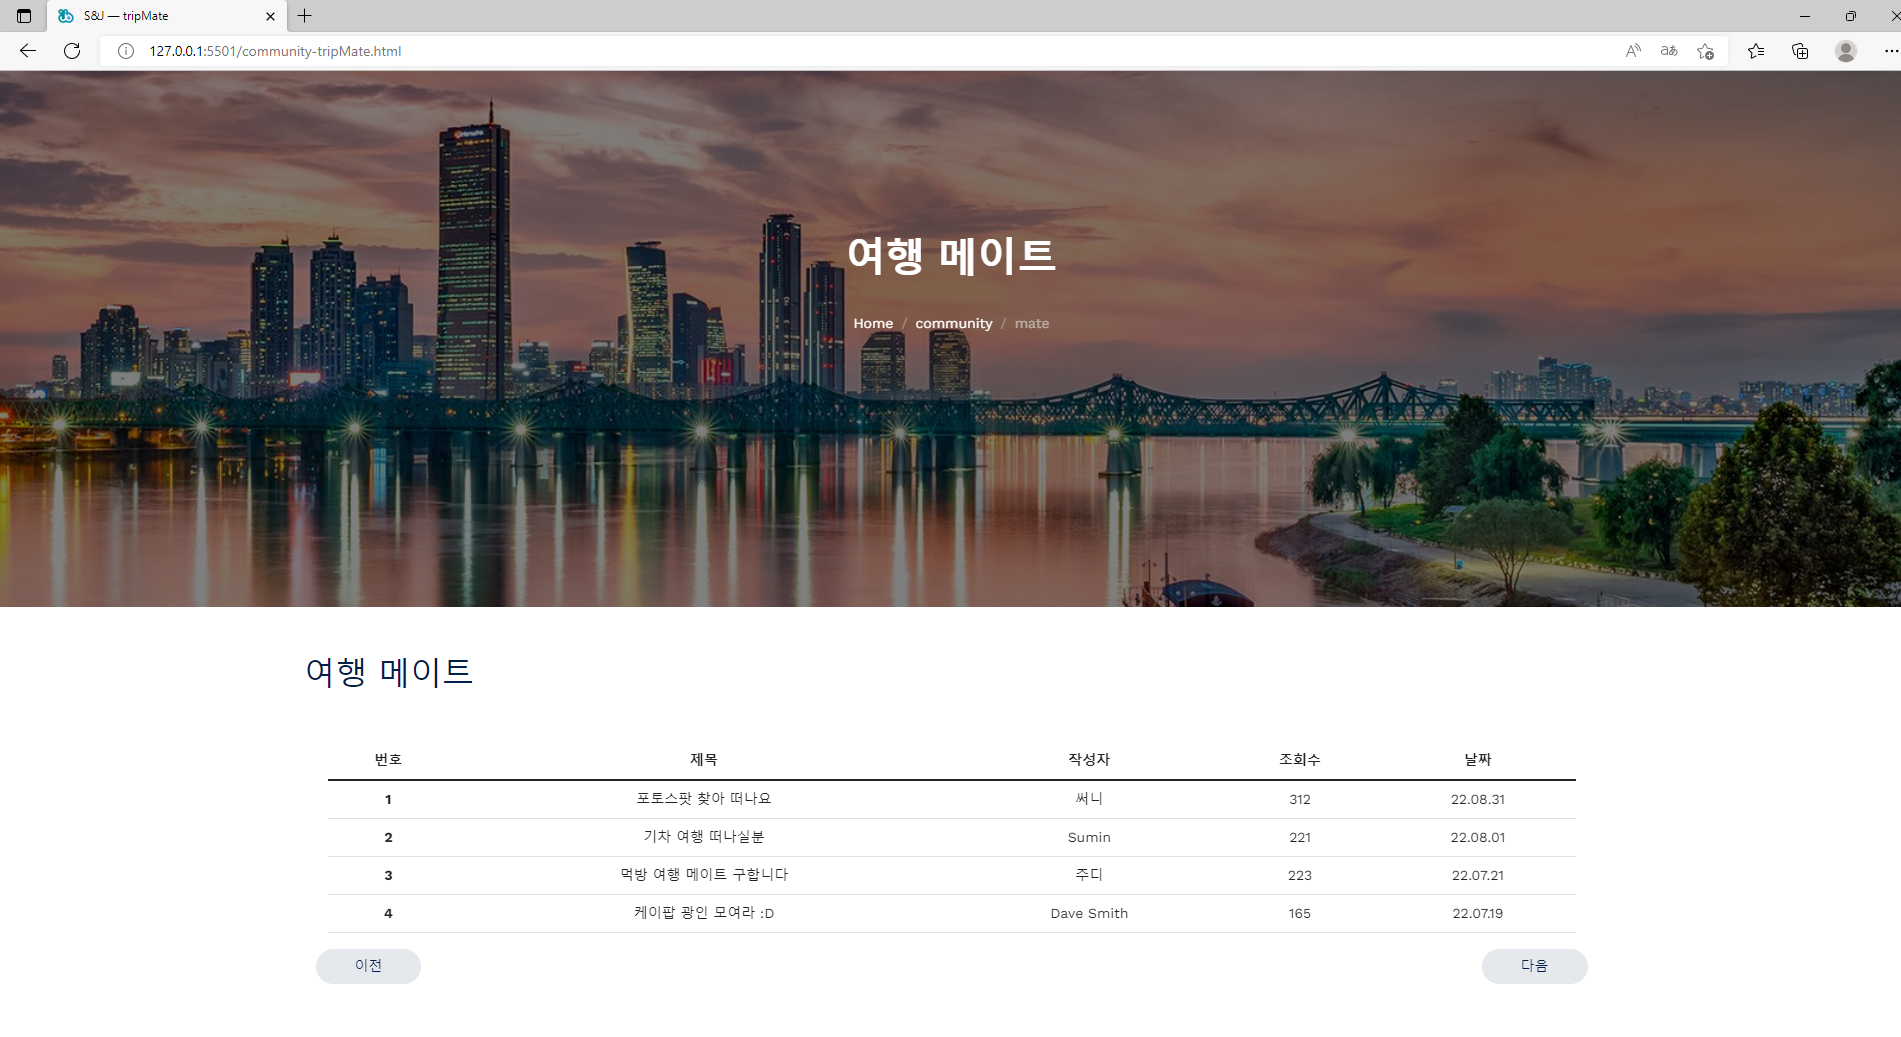 S&J — tripMate
127.0.0.1:5501/community-tripMate.html
여행 메이트
Home / community / mate
여행 메이트
번호 제목 작성자 조회수 날짜
1 포토스팟 찾아 떠나요 써니 312 22.08.31
2 기차 여행 떠나실분 Sumin 221 22.08.01
3 먹방 여행 메이트 구합니다 주디 223 22.07.21
4 케이팝 광인 모여라 :D Dave Smith 165 22.07.19
이전 다음